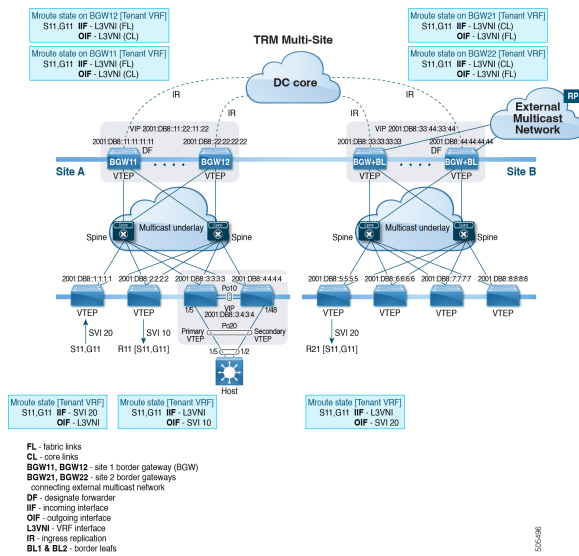 Mroute state on BGW12 [Tenant VRF]
S11,G11 IIF - L3VNI (FL)
OIF - L3VNI (CL)
Mroute state on BGW11 [Tenant VRF]
S11,G11 IIF - L3VNI (FL)
OIF - L3VNI (CL)
Mroute state on BGW21 [Tenant VRF]
S11,G11 IIF - L3VNI (CL)
OIF - L3VNI (FL)
Mroute state on BGW22 [Tenant VRF]
S11,G11 IIF - L3VNI (CL)
OIF - L3VNI (FL)
TRM Multi-Site
DC core
IR
IR
IR
IR
RP
External
Multicast
Network
VIP 2001:DB8::11:22:11:22
2001:DB8::11:11:11:11
2001:DB8::22:22:22:22
DF
BGW11
BGW12
VTEP
VTEP
Site A
VIP 2001:DB8::33:44:33:44
2001:DB8::33:33:33:33
2001:DB8::44:44:44:44
DF
BGW+BL
BGW+BL
VTEP
VTEP
Site B
Spine
Multicast underlay
Spine
Spine
Multicast underlay
Spine
2001:DB8::1:1:1:1
2001:DB8::2:2:2:2
2001:DB8::3:3:3:3
2001:DB8::4:4:4:4
Po10
VIP
2001:DB8::3:4:3:4
1/5
1/48
VTEP
VTEP
Po20
Primary
VTEP
Secondary
VTEP
SVI 20
SVI 10
S11,G11
R11 [S11,G11]
1/5
1/2
Host
2001:DB8::5:5:5:5
2001:DB8::6:6:6:6
2001:DB8::7:7:7:7
2001:DB8::8:8:8:8
VTEP
VTEP
VTEP
VTEP
SVI 20
R21 [S11,G11]
Mroute state [Tenant VRF]
S11,G11 IIF - SVI 20
OIF - L3VNI
Mroute state [Tenant VRF]
S11,G11 IIF - L3VNI
OIF - SVI 10
Mroute state [Tenant VRF]
S11,G11 IIF - L3VNI
OIF - SVI 20
FL - fabric links
CL - core links
BGW11, BGW12 - site 1 border gateway (BGW)
BGW21, BGW22 - site 2 border gateways
connecting external multicast network
DF - designate forwarder
IIF - incoming interface
OIF - outgoing interface
L3VNI - VRF interface
IR - ingress replication
BL1 & BL2 - border leafs
505496